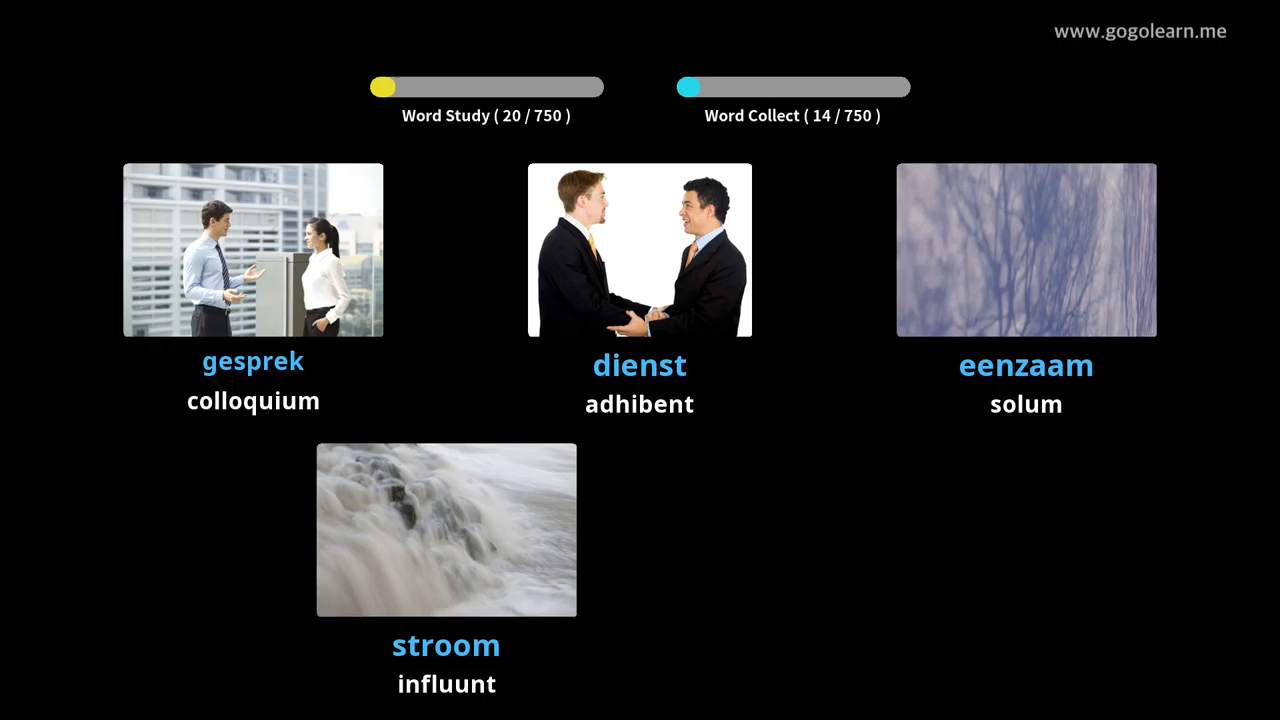 www.gogolearn.me
Word Study ( 20 / 750 )
Word Collect ( 14 / 750 )
gesprek
colloquium
dienst
adhibent
eenzaam
solum
stroom
influunt